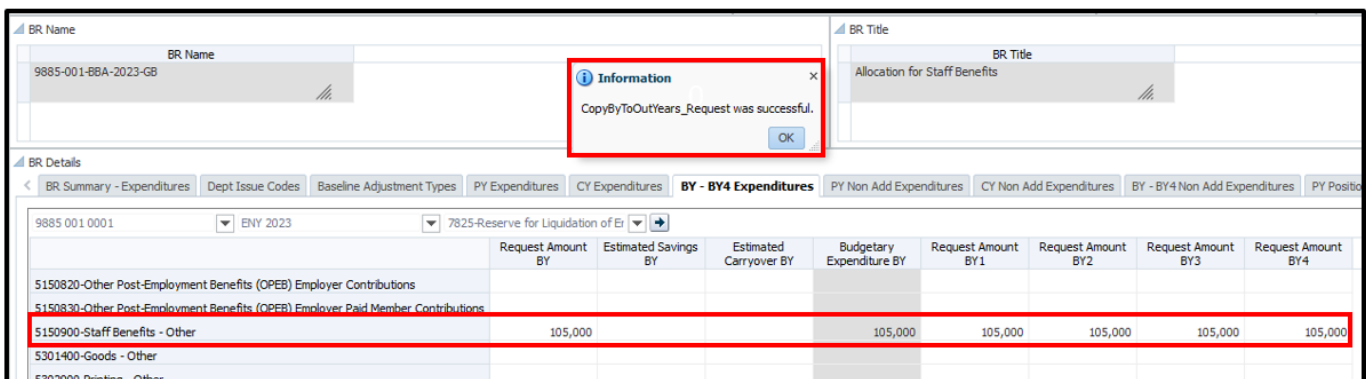 BR Name
BR Title
BR Name
BR Title
9885-001-BBA-2023-GB
Allocation for Staff Benefits
Information
×
CopyByToOutYears_Request was successful.
OK
BR Details
BR Summary - Expenditures Dept Issue Codes Baseline Adjustment Types PY Expenditures CY Expenditures BY - BY4 Expenditures PY Non Add Expenditures CY Non Add Expenditures BY - BY4 Non Add Expenditures PY Positio
9885 001 0001 ENY 2023 7825-Reserve for Liquidation of Er
Request Amount BY Estimated Savings BY Estimated Carryover BY Budgetary Expenditure BY Request Amount BY1 Request Amount BY2 Request Amount BY3 Request Amount BY4
5150820-Other Post-Employment Benefits (OPEB) Employer Contributions
5150830-Other Post-Employment Benefits (OPEB) Employer Paid Member Contributions
5150900-Staff Benefits - Other 105,000 105,000 105,000 105,000 105,000 105,000
5301400-Goods - Other
5302900-Printing - Other